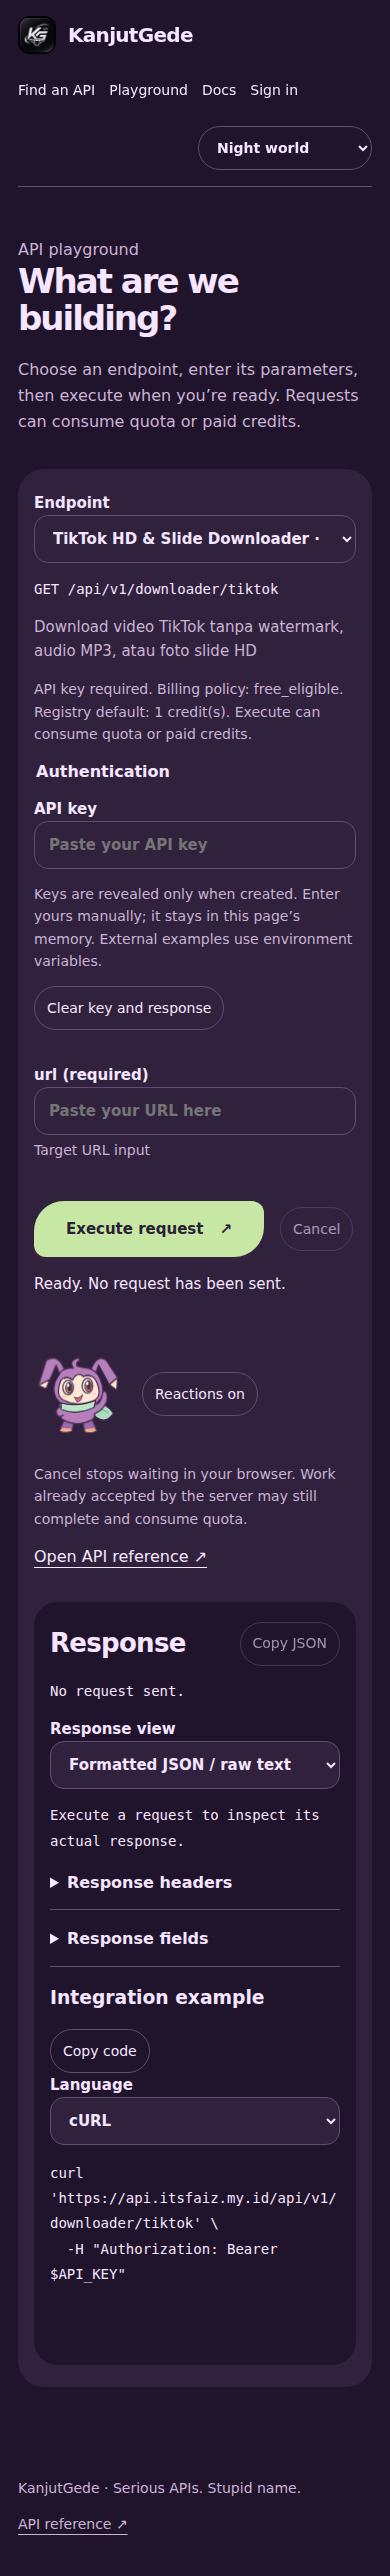 KG KanjutGede
Find an API Playground Docs Sign in
Night world
API playground
What are we
building?
Choose an endpoint, enter its parameters,
then execute when you’re ready. Requests
can consume quota or paid credits.
Endpoint
TikTok HD & Slide Downloader ·
GET /api/v1/downloader/tiktok
Download video TikTok tanpa watermark,
audio MP3, atau foto slide HD
API key required. Billing policy: free_eligible.
Registry default: 1 credit(s). Execute can
consume quota or paid credits.
Authentication
API key
Paste your API key
Keys are revealed only when created. Enter
yours manually; it stays in this page’s
memory. External examples use environment
variables.
Clear key and response
url (required)
Paste your URL here
Target URL input
Execute request ↗
Cancel
Ready. No request has been sent.
Reactions on
Cancel stops waiting in your browser. Work
already accepted by the server may still
complete and consume quota.
Open API reference ↗
Response
Copy JSON
No request sent.
Response view
Formatted JSON / raw text
Execute a request to inspect its
actual response.
▶ Response headers
▶ Response fields
Integration example
Copy code
Language
cURL
curl
'https://api.itsfaiz.my.id/api/v1/
downloader/tiktok' \
  -H "Authorization: Bearer
$API_KEY"
KanjutGede · Serious APIs. Stupid name.
API reference ↗